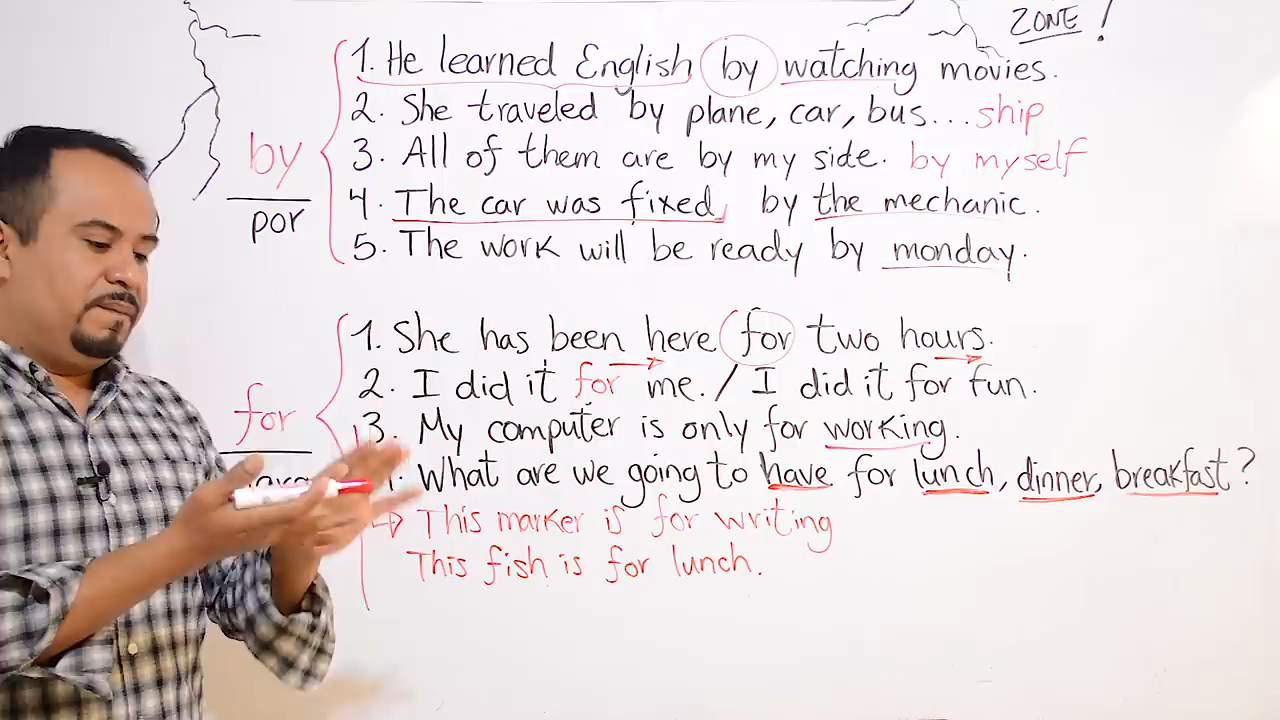 ZONE!
by
por
1. He learned English by watching movies.
2. She traveled by plane, car, bus... ship
3. All of them are by my side. by myself
4. The car was fixed by the mechanic.
5. The work will be ready by monday.
for
1. She has been here for two hours.
2. I did it for me. / I did it for fun.
3. My computer is only for working.
What are we going to have for lunch, dinner, breakfast?
This marker is for writing
This fish is for lunch.